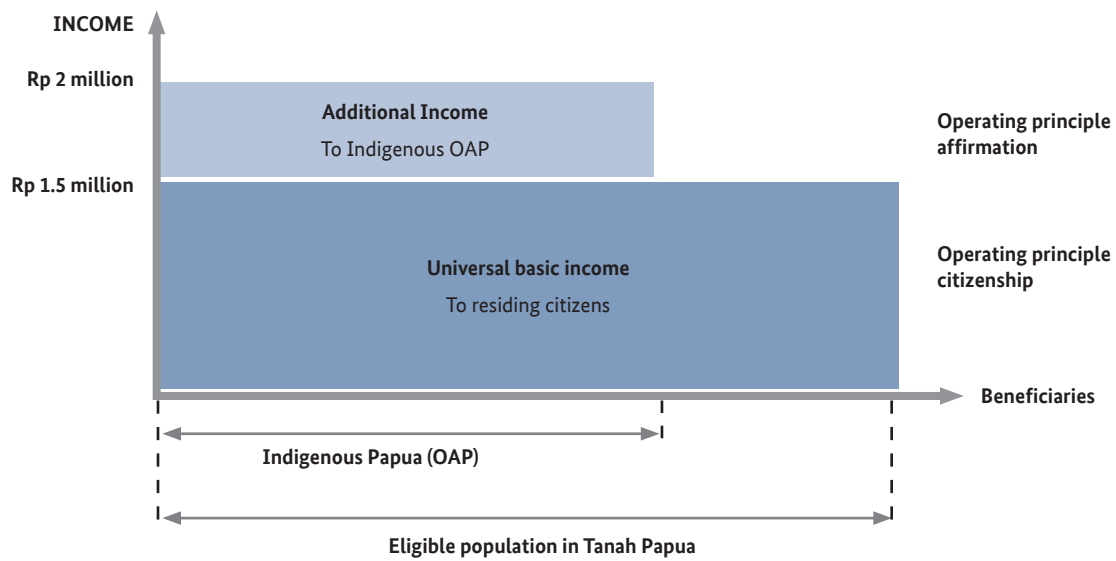 INCOME
Rp 2 million
Additional Income
To Indigenous OAP
Operating principle
affirmation
Rp 1.5 million
Universal basic income
To residing citizens
Operating principle
citizenship
Beneficiaries
Indigenous Papua (OAP)
Eligible population in Tanah Papua